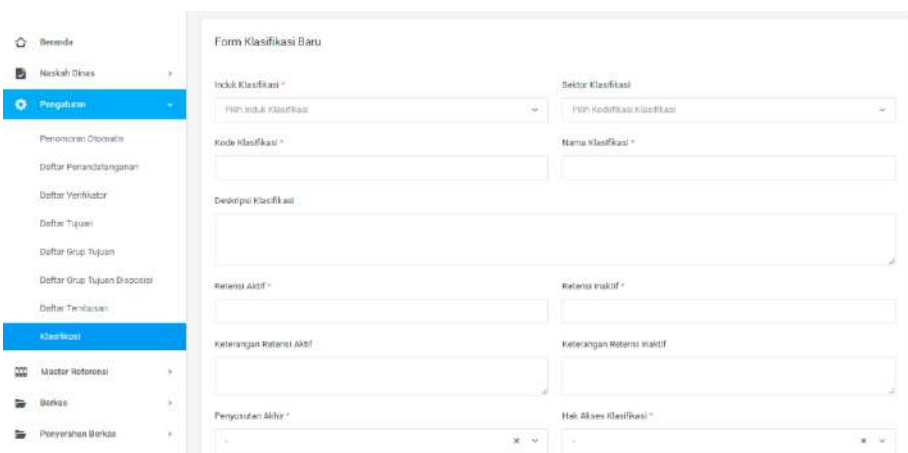 Beranda
Naskah Dinas
Pengaturan
Penomoran Otomatis
Daftar Penandatanganan
Daftar Verifikator
Daftar Tujuan
Daftar Grup Tujuan
Daftar Grup Tujuan Disposisi
Daftar Tembusan
Klasifikasi
Master Referensi
Berkas
Penyerahan Berkas
Form Klasifikasi Baru
Induk Klasifikasi *
Sektor Klasifikasi
Pilih Induk Klasifikasi
Pilih Kodefikasi Klasifikasi
Kode Klasifikasi *
Nama Klasifikasi *
Deskripsi Klasifikasi
Retensi Aktif *
Retensi Inaktif *
Keterangan Retensi Aktif
Keterangan Retensi Inaktif
Penyusutan Akhir *
Hak Akses Klasifikasi *
-
-